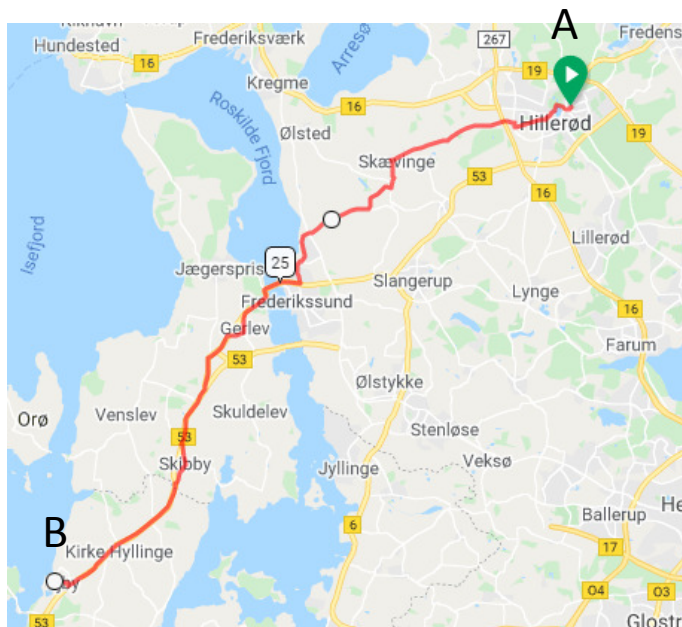 A
Hundested
Frederiksværk
267
Fredens
16
19
Kregme
Arresø
16
Hillerød
Roskilde Fjord
Ølsted
19
Skævinge
53
16
Isefjord
Lillerød
Jægerspris
25
Slangerup
Frederikssund
Lynge
16
Gerlev
53
Farum
Ølstykke
Orø
Venslev
Skuldelev
53
Stenløse
Skibby
Jyllinge
Veksø
He
B
6
Ballerup
Kirke Hyllinge
17
53
O4
O3
Glostr